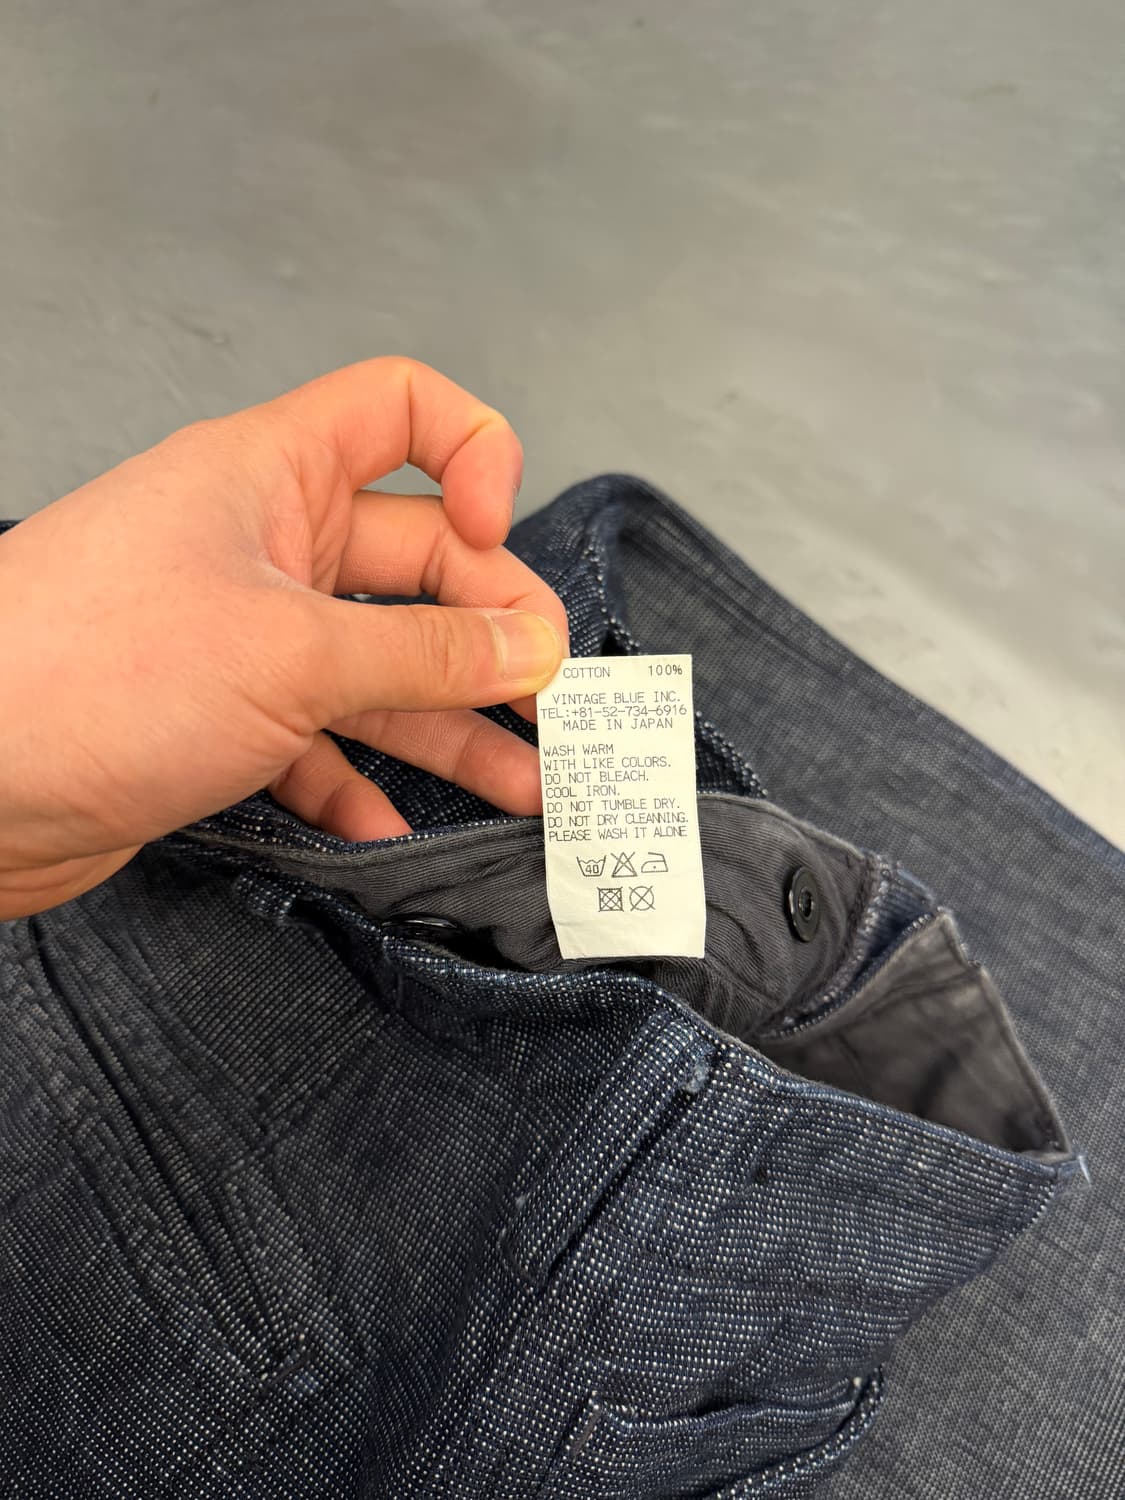 COTTON 100%
VINTAGE BLUE INC.
TEL:+81-52-734-6916
MADE IN JAPAN
WASH WARM
WITH LIKE COLORS.
DO NOT BLEACH.
COOL IRON.
DO NOT TUMBLE DRY.
DO NOT DRY CLEANNING.
PLEASE WASH IT ALONE
40